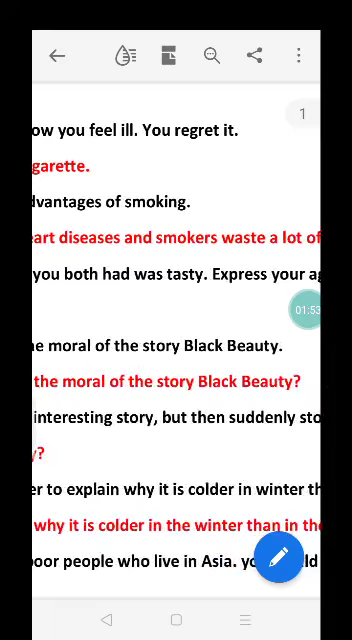 1
ow you feel ill. You regret it.
garette.
dvantages of smoking.
eart diseases and smokers waste a lot of
you both had was tasty. Express your ag
01:53
he moral of the story Black Beauty.
the moral of the story Black Beauty?
interesting story, but then suddenly sto
y?
er to explain why it is colder in winter th
why it is colder in the winter than in the
poor people who live in Asia. yo ld